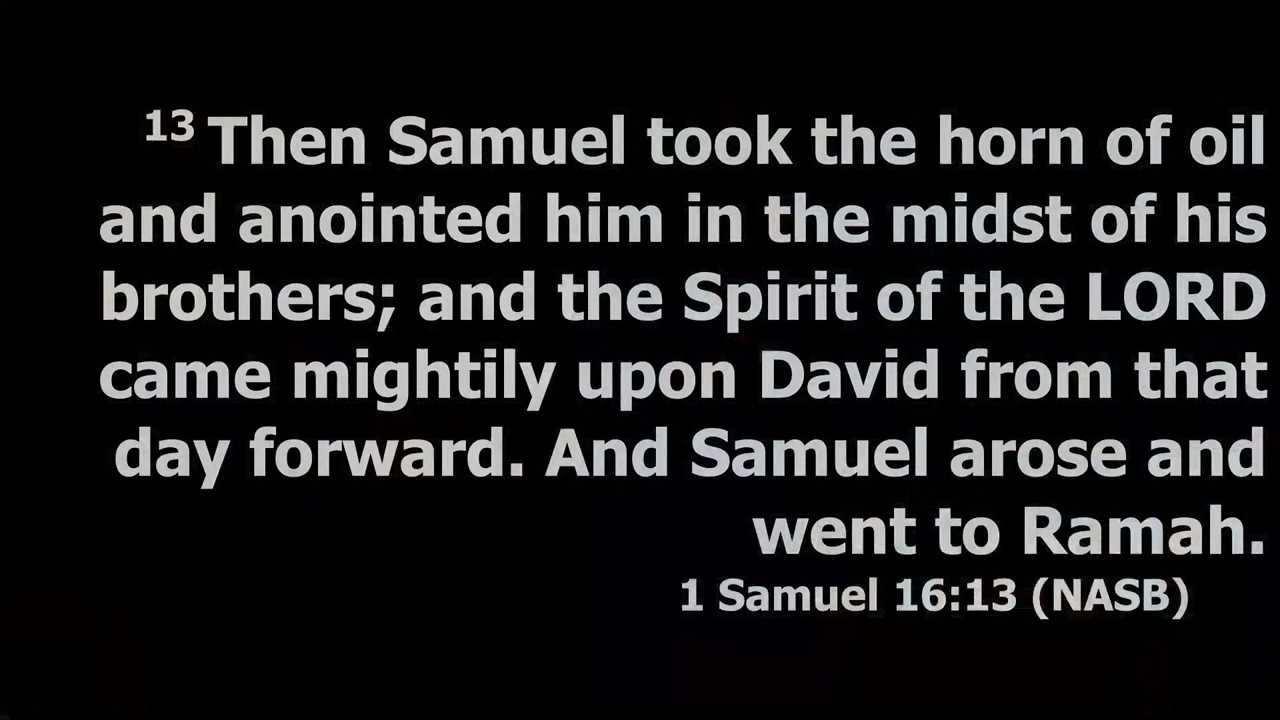 13 Then Samuel took the horn of oil
and anointed him in the midst of his
brothers; and the Spirit of the LORD
came mightily upon David from that
day forward. And Samuel arose and
went to Ramah.
1 Samuel 16:13 (NASB)